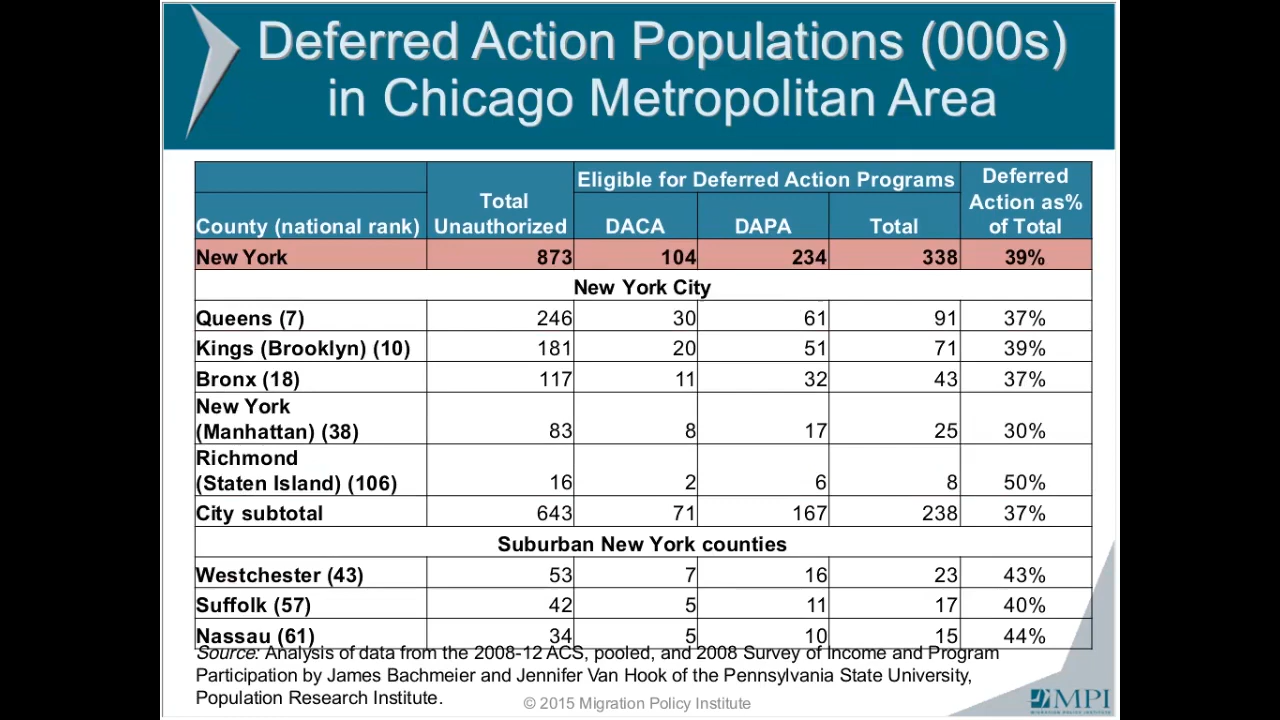 Deferred Action Populations (000s)
in Chicago Metropolitan Area
County (national rank) Total Unauthorized Eligible for Deferred Action Programs Deferred Action as% of Total
DACA DAPA Total
New York 873 104 234 338 39%
New York City
Queens (7) 246 30 61 91 37%
Kings (Brooklyn) (10) 181 20 51 71 39%
Bronx (18) 117 11 32 43 37%
New York
(Manhattan) (38) 83 8 17 25 30%
Richmond
(Staten Island) (106) 16 2 6 8 50%
City subtotal 643 71 167 238 37%
Suburban New York counties
Westchester (43) 53 7 16 23 43%
Suffolk (57) 42 5 11 17 40%
Nassau (61) 34 5 10 15 44%
Source: Analysis of data from the 2008-12 ACS, pooled, and 2008 Survey of Income and Program
Participation by James Bachmeier and Jennifer Van Hook of the Pennsylvania State University,
Population Research Institute.
© 2015 Migration Policy Institute
MPI
MIGRATION POLICY INSTITUTE